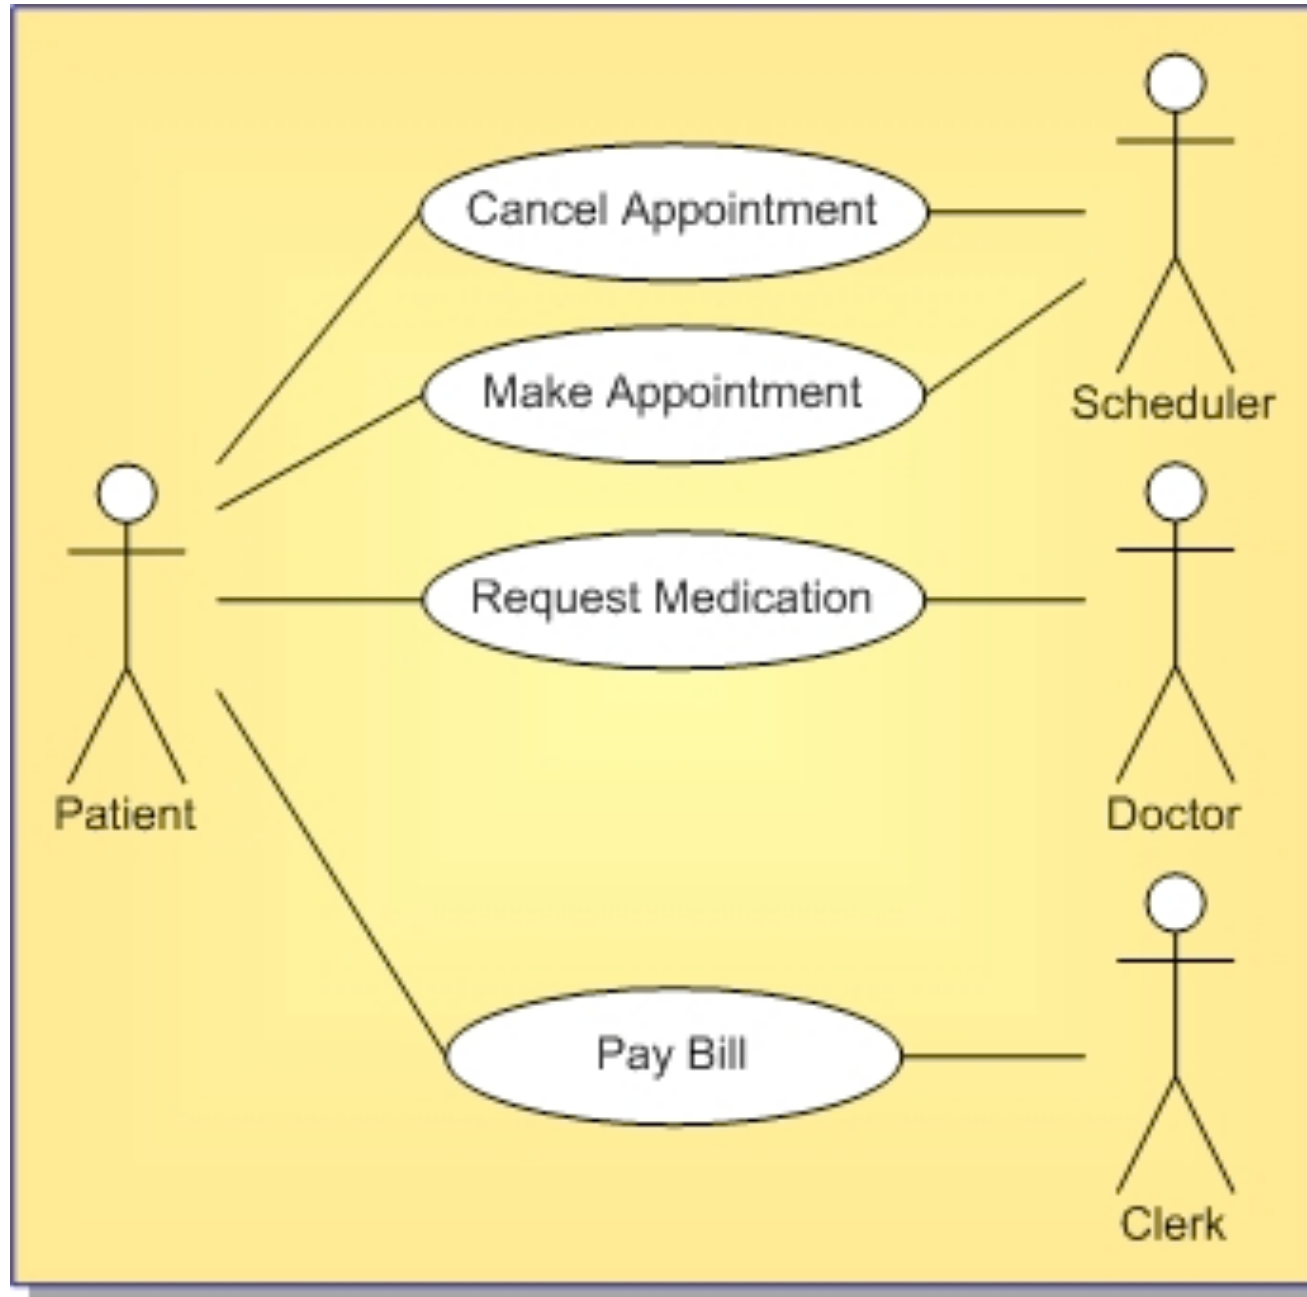 Cancel Appointment
Make Appointment
Scheduler
Request Medication
Patient
Doctor
Pay Bill
Clerk